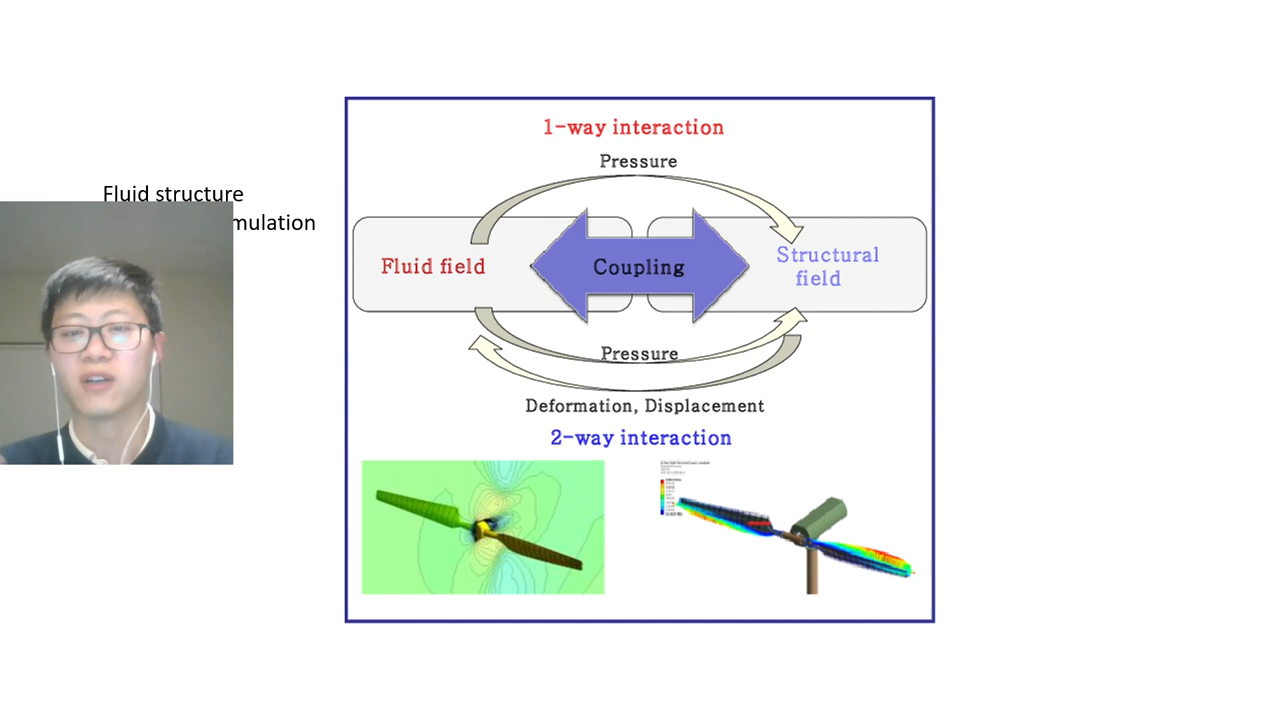 Fluid structure
mulation
1-way interaction
Pressure
Fluid field
Coupling
Structural
field
Pressure
Deformation, Displacement
2-way interaction